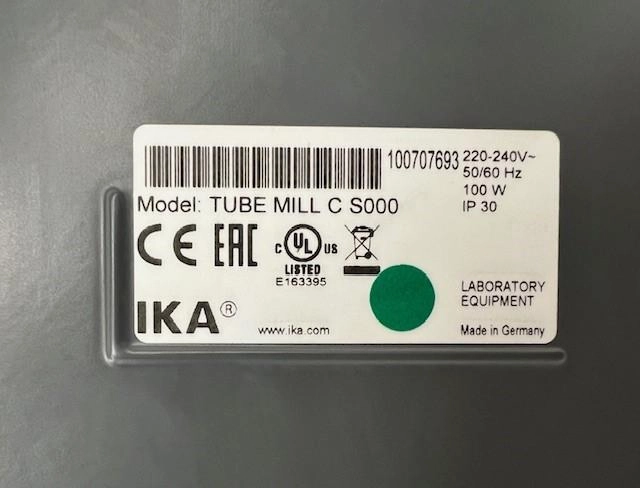 100707693
220-240V~
50/60 Hz
100 W
IP 30
Model: TUBE MILL C S000
CE EAC
C UL US
LISTED
E163395
LABORATORY
EQUIPMENT
IKA®
www.ika.com
Made in Germany